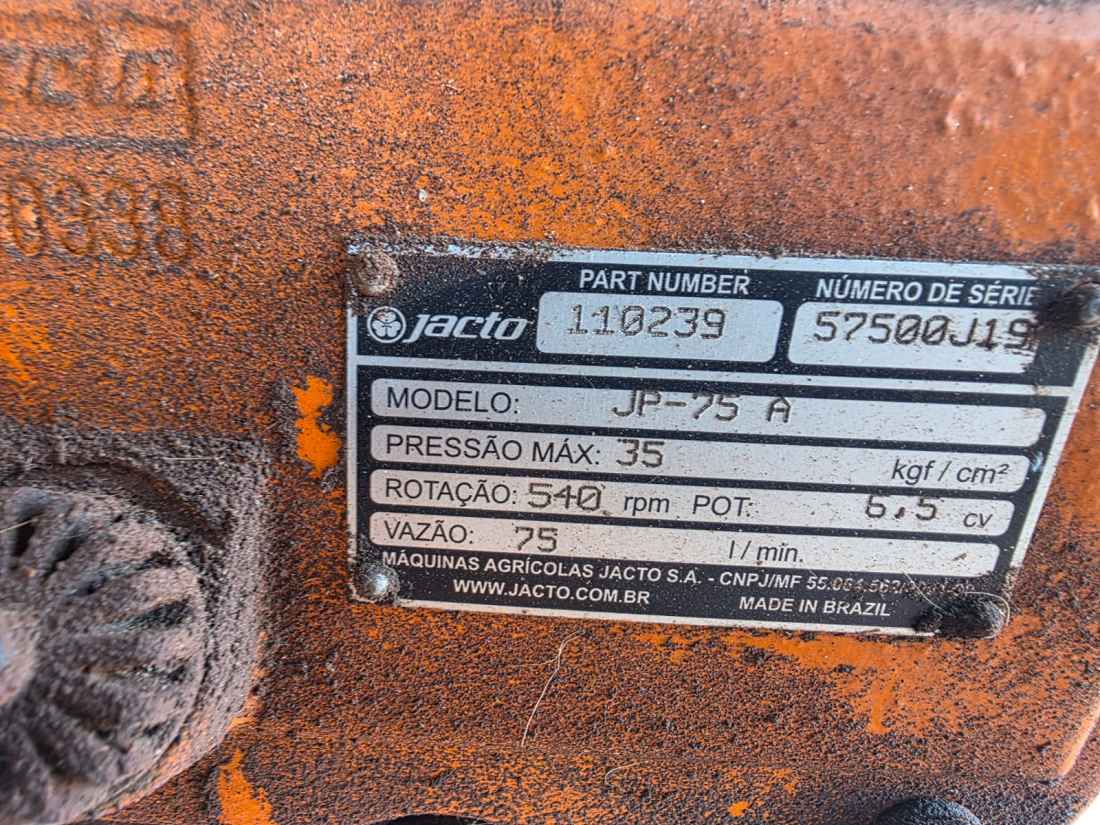 0338
PART NUMBER NÚMERO DE SÉRIE
jacto 110239 57500J19
MODELO: JP-75 A
PRESSÃO MÁX: 35 kgf / cm²
ROTAÇÃO: 540 rpm POT: 6,5 cv
VAZÃO: 75 l / min.
MÁQUINAS AGRÍCOLAS JACTO S.A. - CNPJ/MF
WWW.JACTO.COM.BR MADE IN BRAZIL